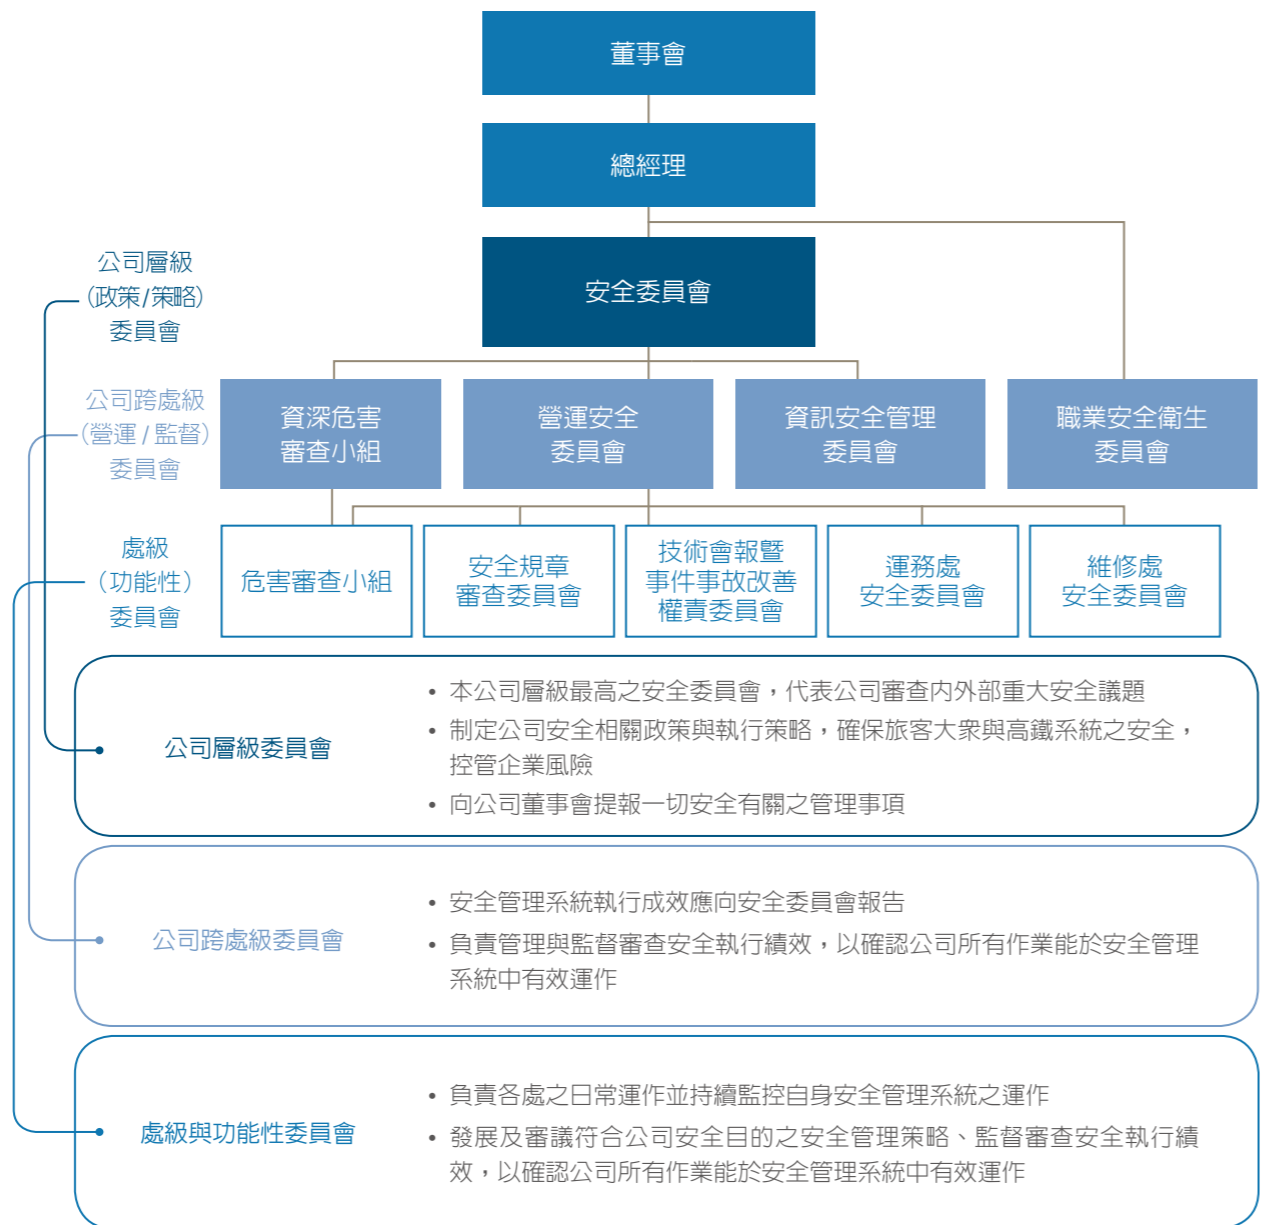 董事會
總經理
安全委員會
公司層級
(政策/策略)
委員會
公司跨處級
(營運/監督)
委員會
資深危害
審查小組
營運安全
委員會
資訊安全管理
委員會
職業安全衛生
委員會
處級
（功能性）
委員會
危害審查小組
安全規章
審查委員會
技術會報暨
事件事故改善
權責委員會
運務處
安全委員會
維修處
安全委員會
公司層級委員會
• 本公司層級最高之安全委員會，代表公司審查內外部重大安全議題
• 制定公司安全相關政策與執行策略，確保旅客大眾與高鐵系統之安全，
控管企業風險
• 向公司董事會提報一切安全有關之管理事項
公司跨處級委員會
• 安全管理系統執行成效應向安全委員會報告
• 負責管理與監督審查安全執行績效，以確認公司所有作業能於安全管理
系統中有效運作
處級與功能性委員會
• 負責各處之日常運作並持續監控自身安全管理系統之運作
• 發展及審議符合公司安全目的之安全管理策略、監督審查安全執行績
效，以確認公司所有作業能於安全管理系統中有效運作